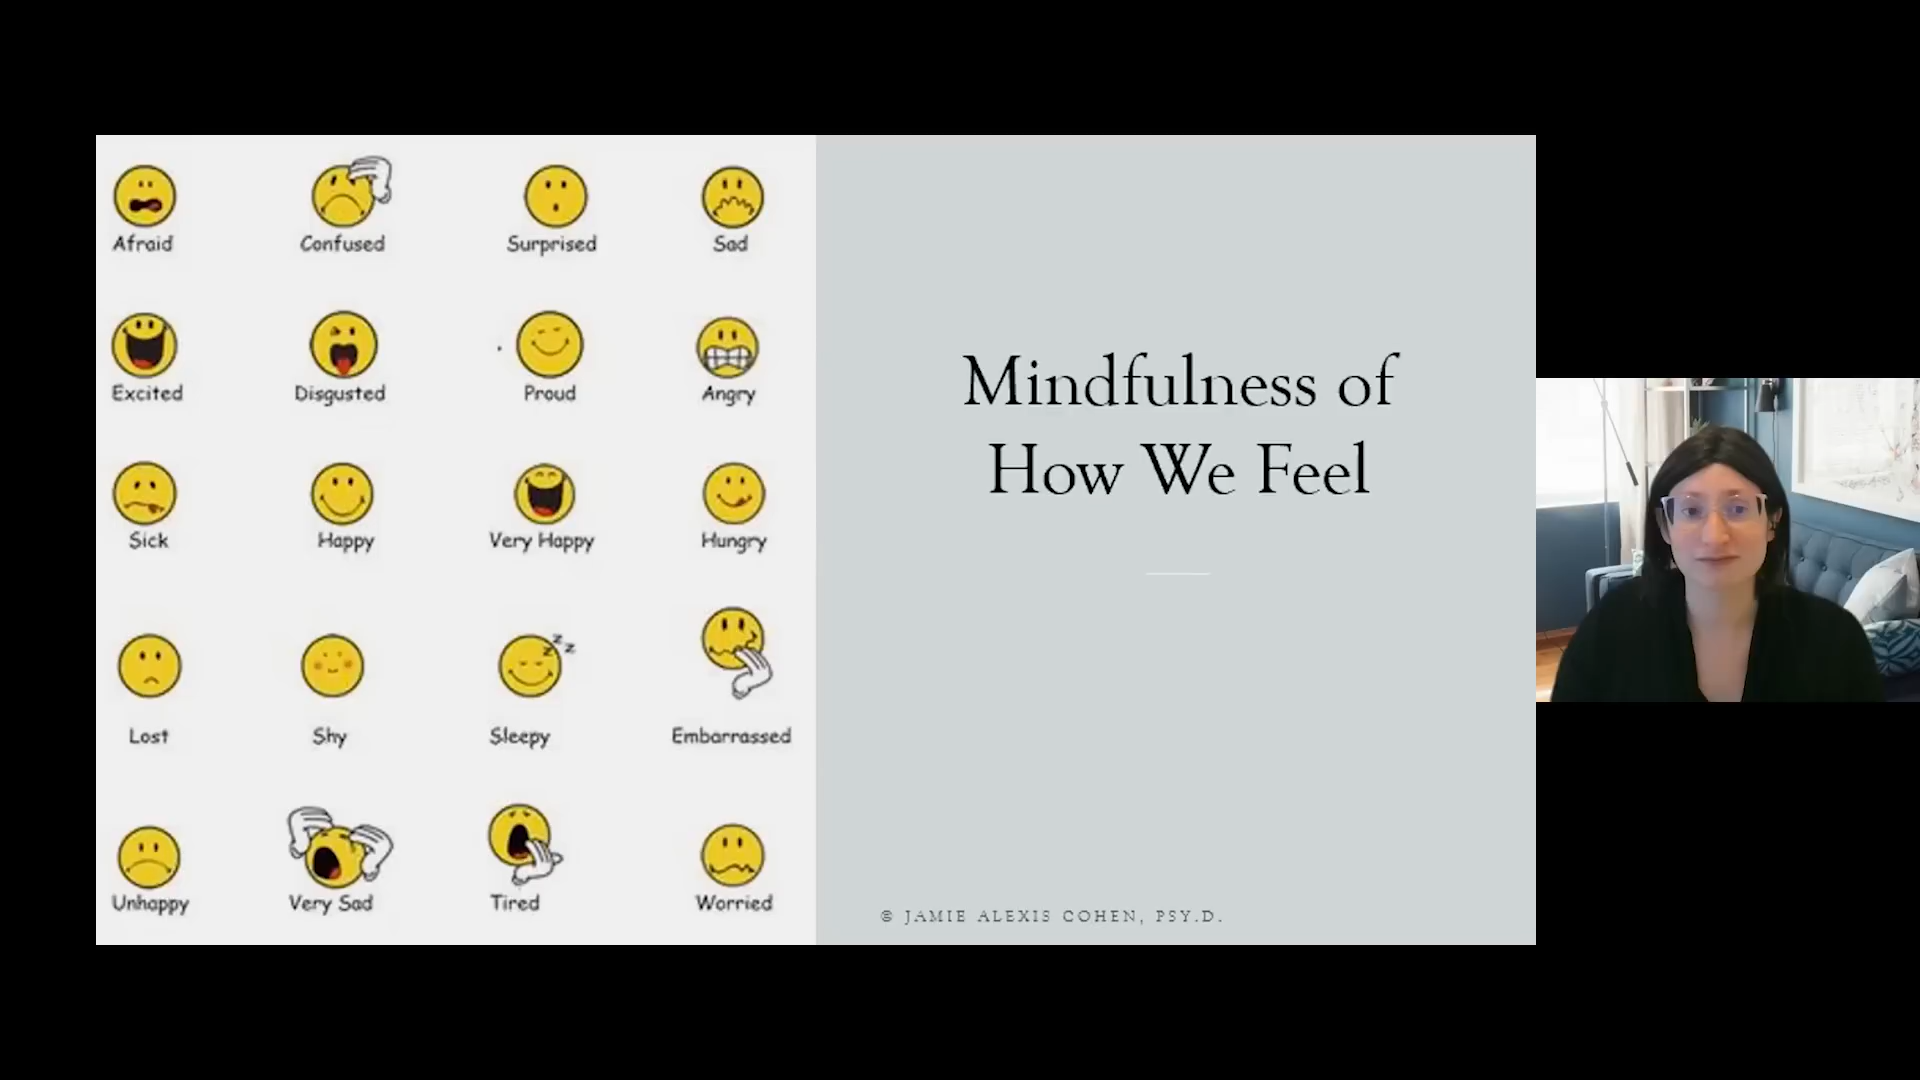 Afraid Confused Surprised Sad
Excited Disgusted Proud Angry
Sick Happy Very Happy Hungry
Lost Shy Sleepy Embarrassed
Unhappy Very Sad Tired Worried
Mindfulness of
How We Feel
© JAMIE ALEXIS COHEN, PSY.D.